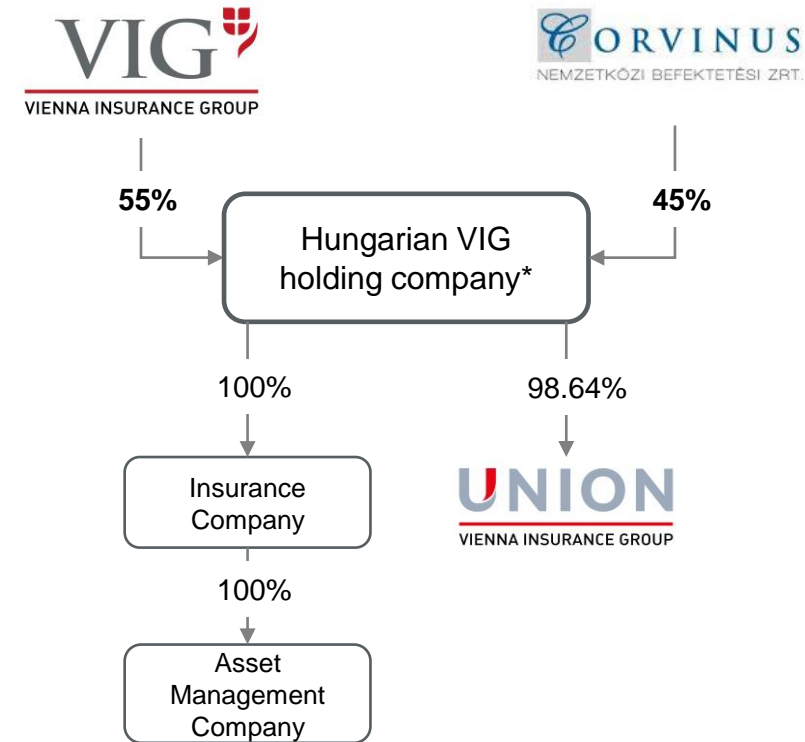 VIG
VIENNA INSURANCE GROUP
CORVINUS
NEMZETKÖZI BEFEKTETÉSI ZRT.
55%
45%
Hungarian VIG
holding company*
100%
98.64%
Insurance
Company
UNION
VIENNA INSURANCE GROUP
100%
Asset
Management
Company